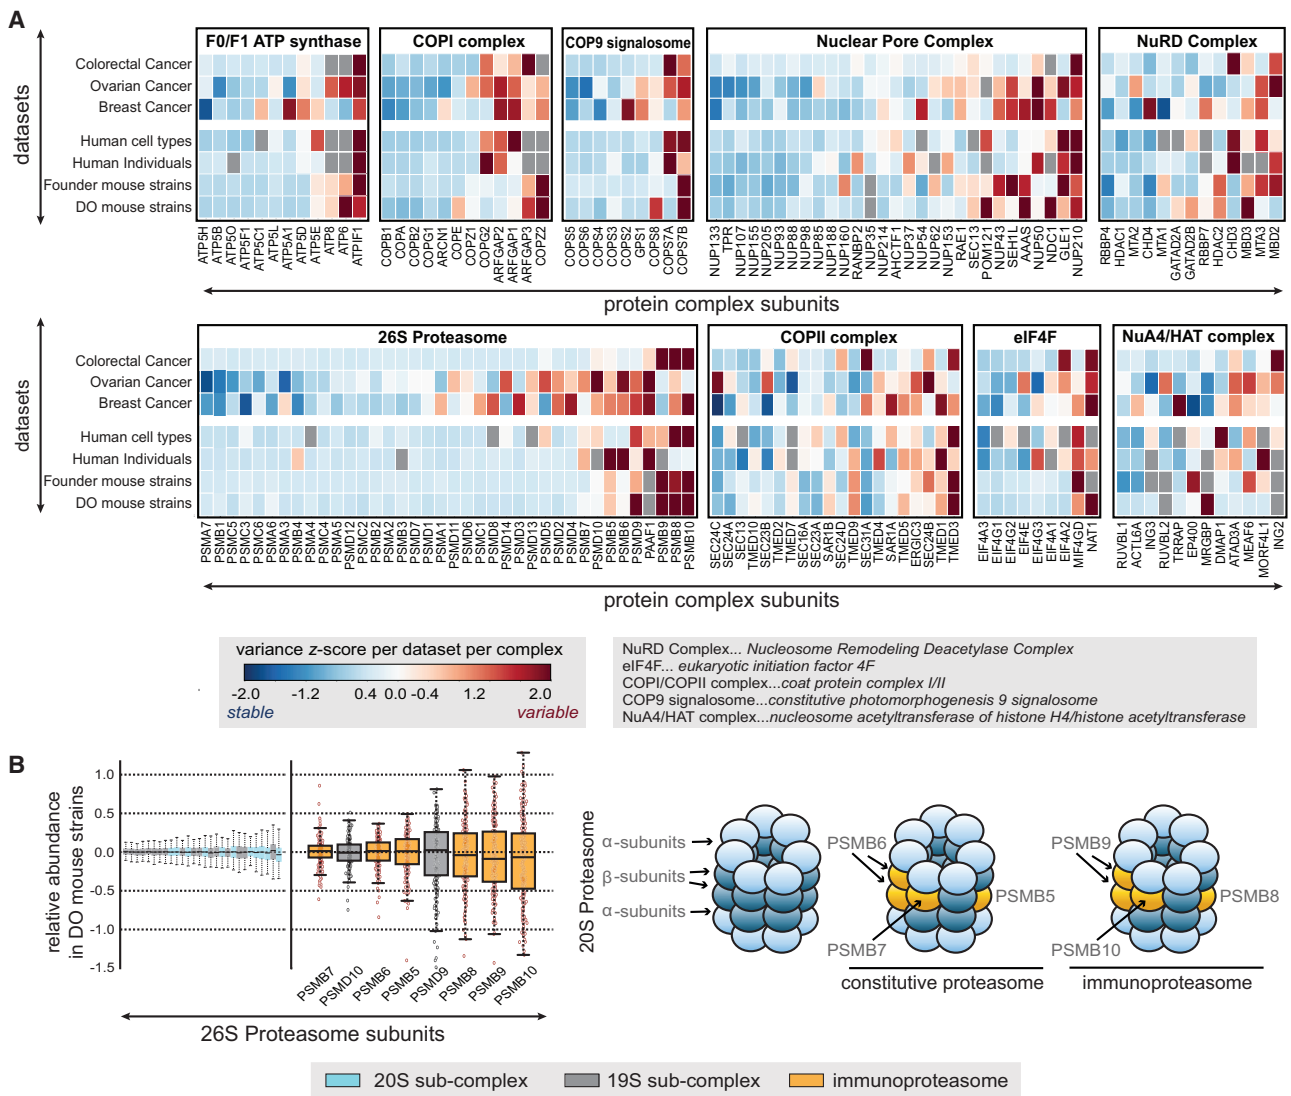 A
F0/F1 ATP synthase
COPI complex
COP9 signalosome
Nuclear Pore Complex
NuRD Complex
datasets
Colorectal Cancer
Ovarian Cancer
Breast Cancer
Human cell types
Human Individuals
Founder mouse strains
DO mouse strains
ATP5H ATP5B ATP5O ATP5F1 ATP5C1 ATP5L ATP5A1 ATP5D ATP5E ATP8 ATP6 ATPIF1
COPB1 COPA COPB2 COPG1 ARCN1 COPE COPZ1 COPG2 ARFGAP2 ARFGAP1 ARFGAP3 COPZ2
COPS5 COPS6 COPS4 COPS3 COPS2 GPS1 COPS8 COPS7A COPS7B
NUP133 TPR NUP107 NUP155 NUP205 NUP93 NUP88 NUP98 NUP85 NUP188 NUP160 RANBP2 NUP35 NUP214 AHCTF1 NUP37 NUP54 NUP62 NUP153 RAE1 SEC13 POM121 NUP43 SEH1L AAAS NUP50 NDC1 GLE1 NUP210
RBBP4 HDAC1 MTA2 CHD4 MTA1 GATAD2A GATAD2B RBBP7 HDAC2 CHD3 MBD3 MTA3 MBD2
protein complex subunits
26S Proteasome
COPII complex
eIF4F
NuA4/HAT complex
datasets
Colorectal Cancer
Ovarian Cancer
Breast Cancer
Human cell types
Human Individuals
Founder mouse strains
DO mouse strains
PSMA7 PSMB1 PSMC5 PSMC3 PSMC6 PSMA6 PSMA3 PSMB4 PSMA4 PSMC4 PSMA5 PSMD12 PSMC2 PSMB2 PSMA2 PSMB3 PSMD7 PSMD1 PSMA1 PSMD11 PSMD6 PSMC1 PSMD8 PSMD14 PSMD3 PSMD13 PSMD5 PSMD2 PSMD4 PSMB7 PSMD10 PSMB5 PSMB6 PSMD9 PAAF1 PSMB9 PSMB8 PSMB10
SEC24C SEC24A SEC13 TMED10 SEC23B TMED2 TMED7 SEC16A SEC23A SAR1B SEC24D TMED9 SEC31A TMED4 SAR1A TMED5 ERGIC3 SEC24B TMED1 TMED3
EIF4A3 EIF4G1 EIF4G2 EIF4E EIF4G3 EIF4A1 EIF4A2 MIF4GD NAT1
RUVBL1 ACTL6A ING3 RUVBL2 TRRAP EP400 MRGBP DMAP1 ATAD3A MEAF6 MORF4L1 ING2
protein complex subunits
variance z-score per dataset per complex
-2.0 -1.2 -0.4 0.0 -0.4 1.2 2.0
stable
variable
NuRD Complex... Nucleosome Remodeling Deacetylase Complex
eIF4F... eukaryotic initiation factor 4F
COPI/COPII complex...coat protein complex I/II
COP9 signalosome...constitutive photomorphogenesis 9 signalosome
NuA4/HAT complex...nucleosome acetyltransferase of histone H4/histone acetyltransferase
B
relative abundance
in DO mouse strains
1.0
0.5
0.0
-0.5
-1.0
-1.5
PSMB7 PSMD10 PSMB6 PSMB5 PSMD9 PSMB8 PSMB9 PSMB10
26S Proteasome subunits
20S Proteasome
α-subunits
β-subunits
α-subunits
PSMB6
PSMB5
PSMB7
constitutive proteasome
PSMB9
PSMB8
PSMB10
immunoproteasome
20S sub-complex
19S sub-complex
immunoproteasome